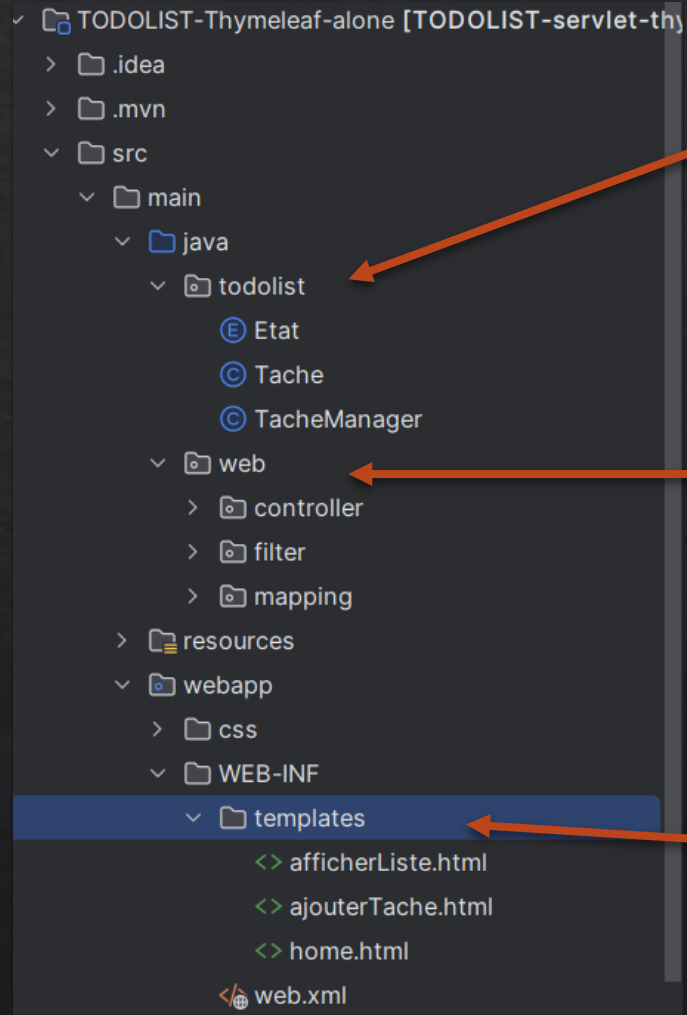 TODOLIST-Thymeleaf-alone [TODOLIST-servlet-thy
.idea
.mvn
src
main
java
todolist
E Etat
C Tache
C TacheManager
web
controller
filter
mapping
resources
webapp
css
WEB-INF
templates
<> afficherListe.html
<> ajouterTache.html
<> home.html
</> web.xml